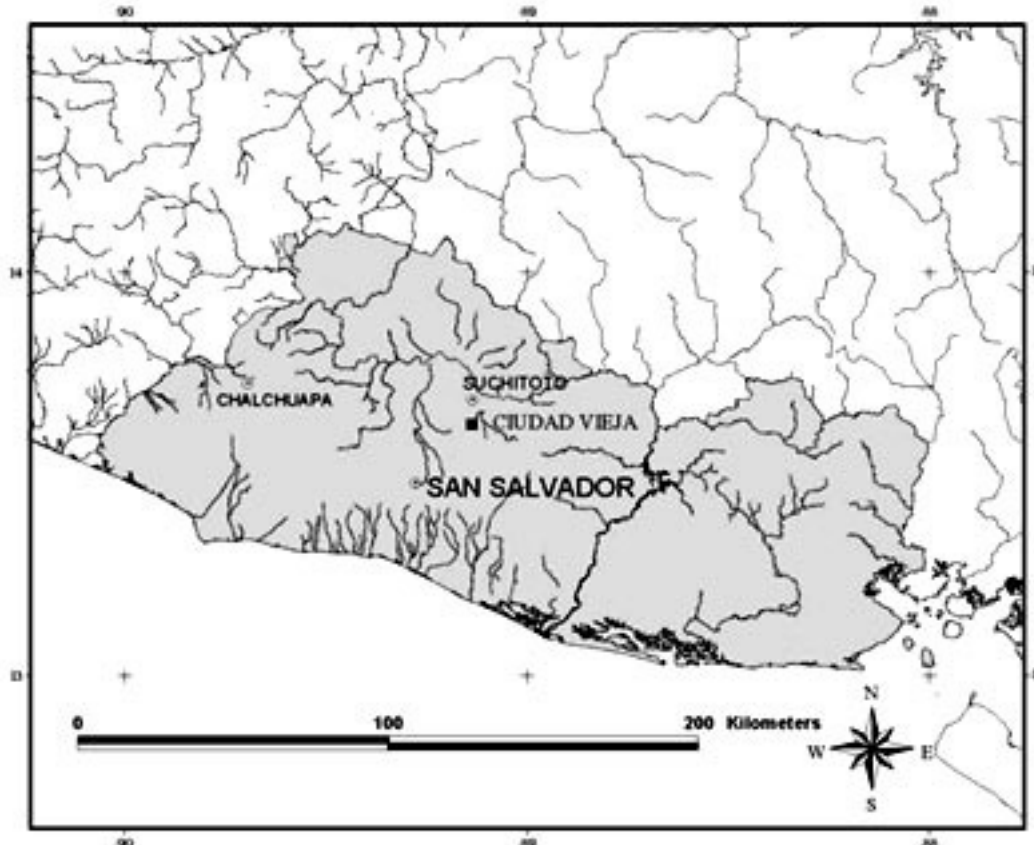 90 89 88
14
SUCHITOTO
CHALCHUAPA
CIUDAD VIEJA
SAN SALVADOR
13
N
0 100 200 Kilometers
W E
S
90 89 88